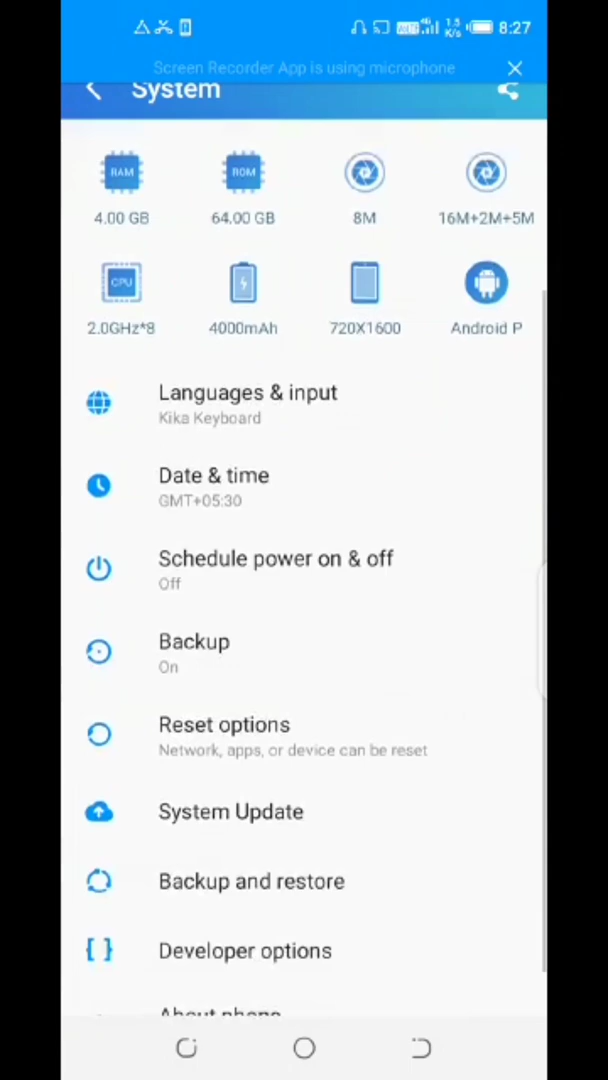 8:27
Screen Recorder App is using microphone
System
RAM
ROM
4.00 GB
64.00 GB
8M
16M+2M+5M
CPU
2.0GHz*8
4000mAh
720X1600
Android P
Languages & input
Kika Keyboard
Date & time
GMT+05:30
Schedule power on & off
Off
Backup
On
Reset options
Network, apps, or device can be reset
System Update
Backup and restore
{ } Developer options
About phone